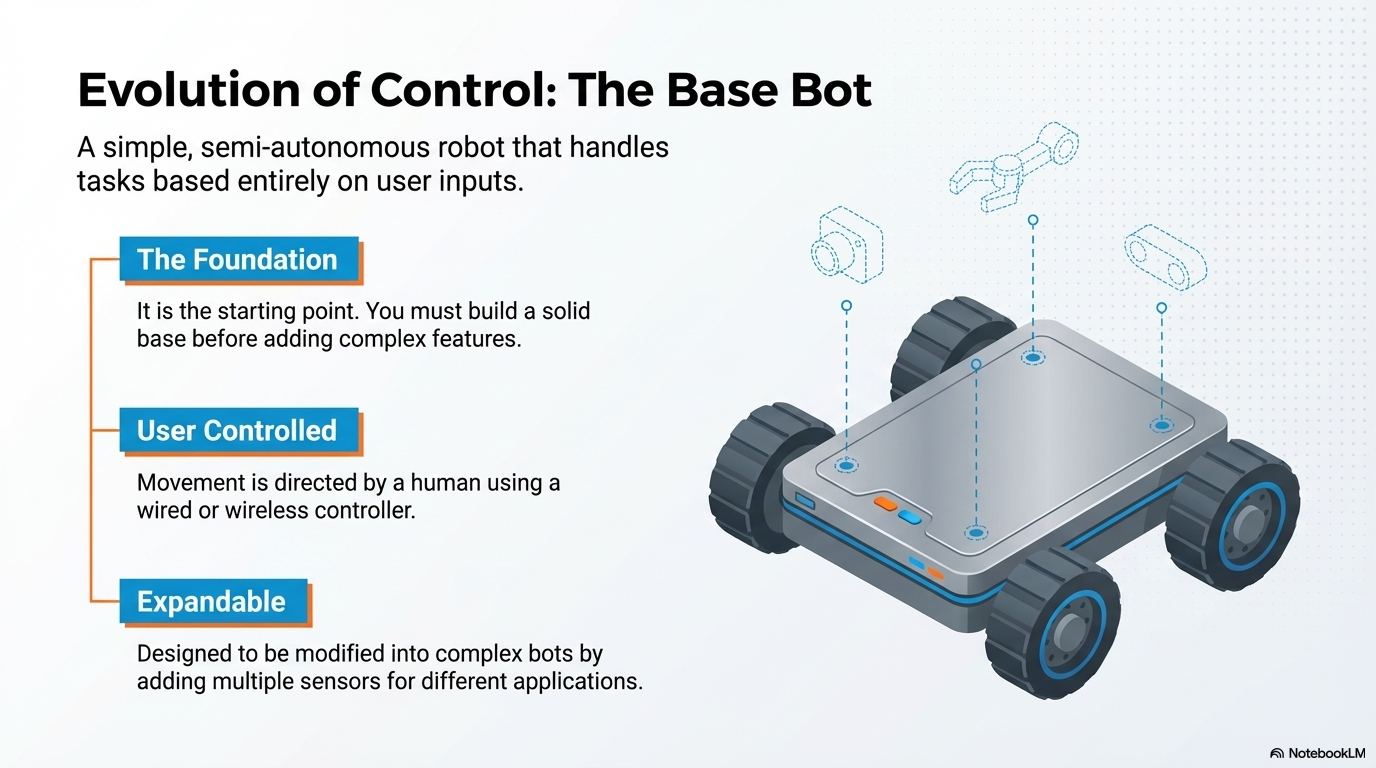 Evolution of Control: The Base Bot
A simple, semi-autonomous robot that handles
tasks based entirely on user inputs.
The Foundation
It is the starting point. You must build a solid
base before adding complex features.
User Controlled
Movement is directed by a human using a
wired or wireless controller.
Expandable
Designed to be modified into complex bots by
adding multiple sensors for different applications.
NotebookLM